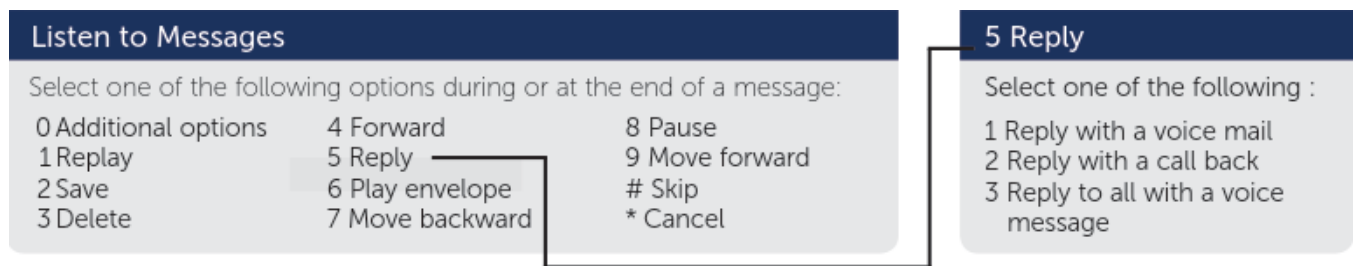 Listen to Messages
Select one of the following options during or at the end of a message:
0 Additional options
1 Replay
2 Save
3 Delete
4 Forward
5 Reply
6 Play envelope
7 Move backward
8 Pause
9 Move forward
# Skip
* Cancel
5 Reply
Select one of the following :
1 Reply with a voice mail
2 Reply with a call back
3 Reply to all with a voice
message